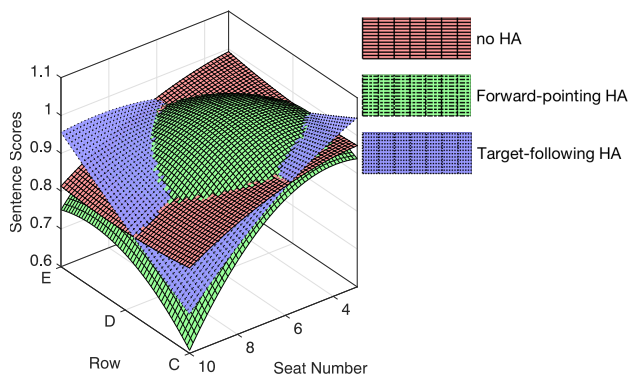 no HA
Forward-pointing HA
Target-following HA
Sentence Scores
1.1
1
0.9
0.8
0.7
0.6
E
D
C
Row
10
8
6
4
Seat Number